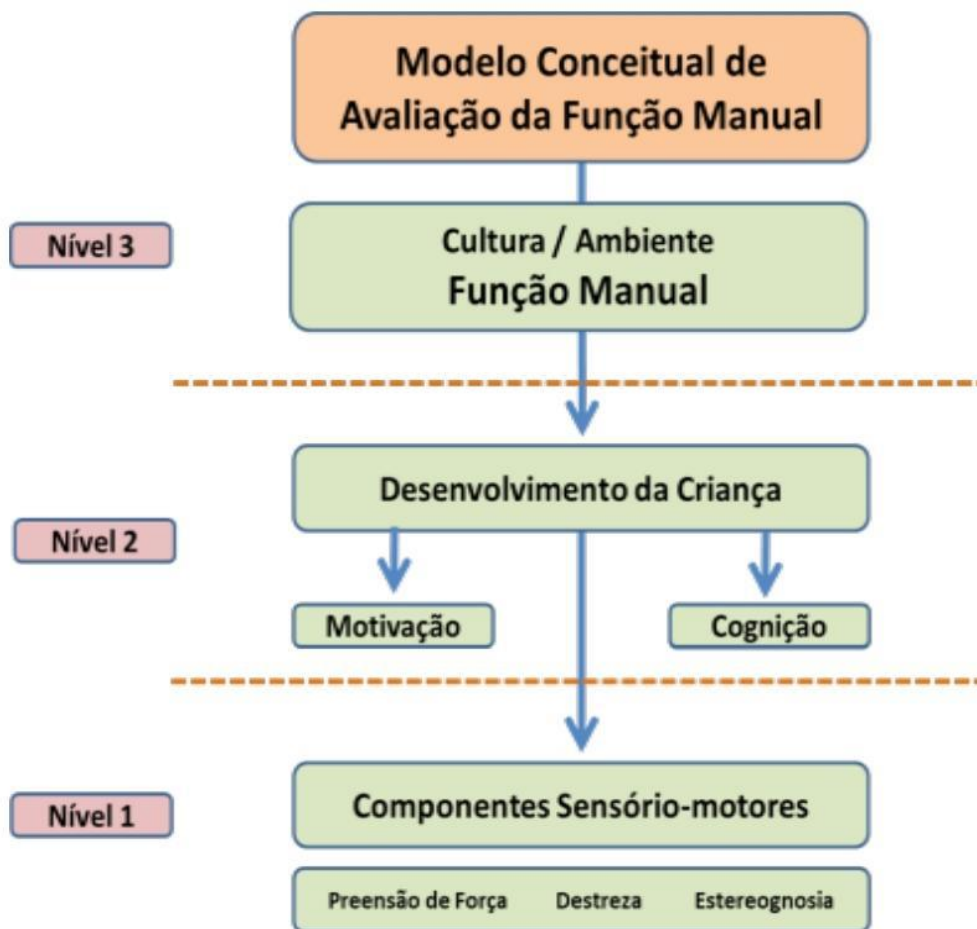 Modelo Conceitual de
Avaliação da Função Manual
Nível 3
Cultura / Ambiente
Função Manual
Desenvolvimento da Criança
Nível 2
Motivação
Cognição
Nível 1
Componentes Sensório-motores
Preensão de Força Destreza Estereognosia